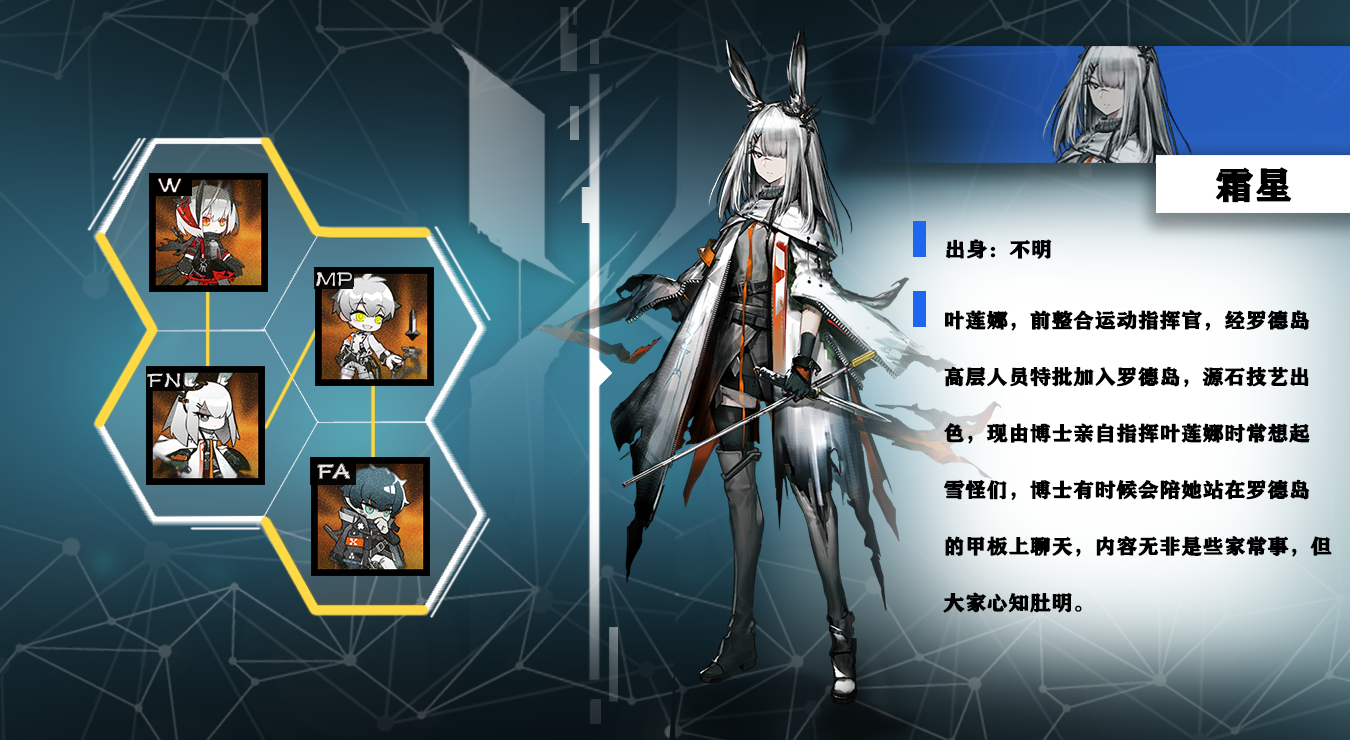 W
MP
FN
FA
霜星
出身：不明
叶莲娜，前整合运动指挥官，经罗德岛
高层人员特批加入罗德岛，源石技艺出
色，现由博士亲自指挥叶莲娜时常想起
雪怪们，博士有时候会陪她站在罗德岛
的甲板上聊天，内容无非是些家常事，但
大家心知肚明。